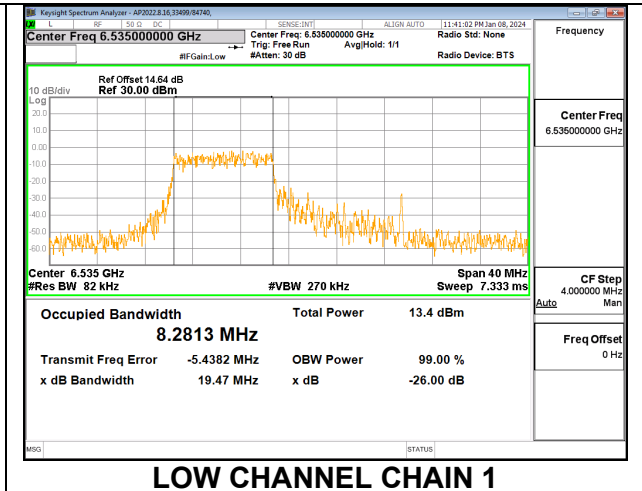 Keysight Spectrum Analyzer - AP2022.8.16,33499/84740,
L RF 50 Ω DC SENSE:INT ALIGN AUTO 11:41:02 PM Jan 08, 2024
Center Freq 6.535000000 GHz Center Freq: 6.535000000 GHz Radio Std: None Frequency
Trig: Free Run Avg|Hold: 1/1
#IFGain:Low #Atten: 30 dB Radio Device: BTS
Ref Offset 14.64 dB
10 dB/div Ref 30.00 dBm
Log
20.0
10.0
0.00
-10.0
-20.0
-30.0
-40.0
-50.0
-60.0
Center Freq
6.535000000 GHz
Center 6.535 GHz Span 40 MHz
#Res BW 82 kHz #VBW 270 kHz Sweep 7.333 ms
CF Step
4.000000 MHz
Auto Man
Occupied Bandwidth Total Power 13.4 dBm
8.2813 MHz
Freq Offset
0 Hz
Transmit Freq Error -5.4382 MHz OBW Power 99.00 %
x dB Bandwidth 19.47 MHz x dB -26.00 dB
MSG STATUS
LOW CHANNEL CHAIN 1